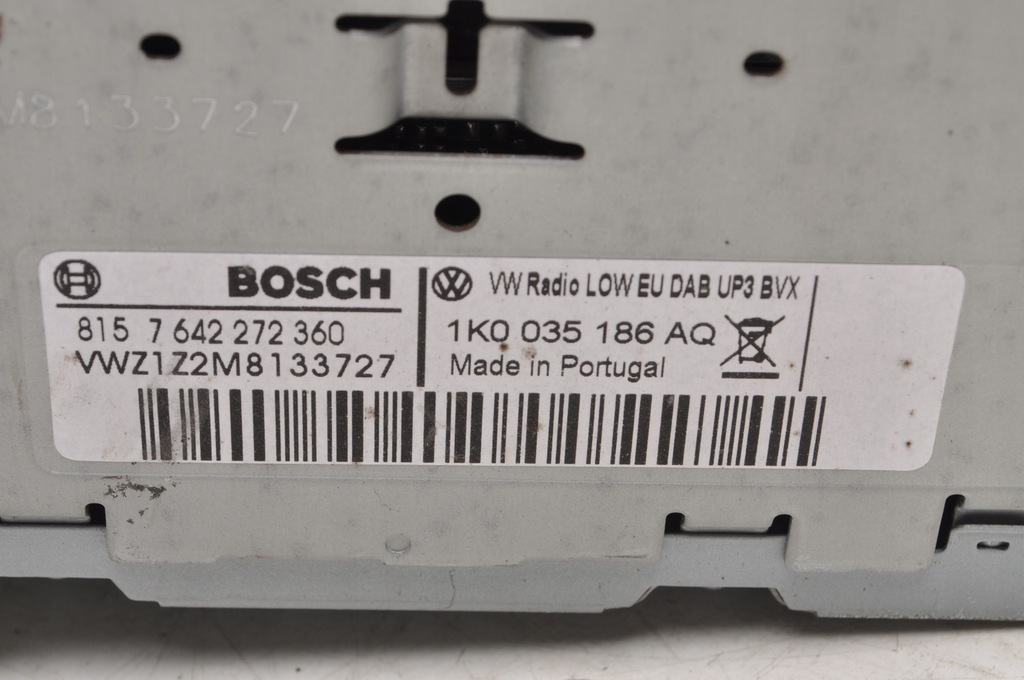 M8133727
BOSCH
815 7 642 272 360
VWZ1Z2M8133727
VW Radio LOW EU DAB UP3 BVX
1K0 035 186 AQ
Made in Portugal